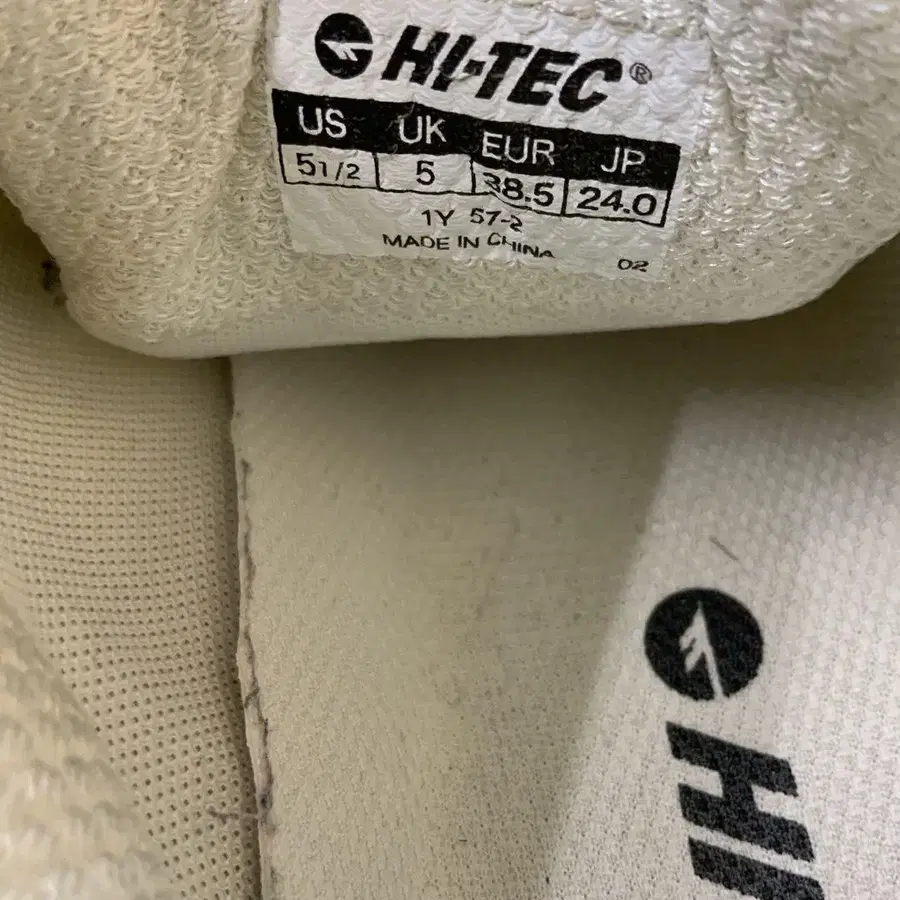 HI-TEC®
US UK EUR JP
5 1/2 5 38.5 24.0
1Y 57-2
MADE IN CHINA
02
HI